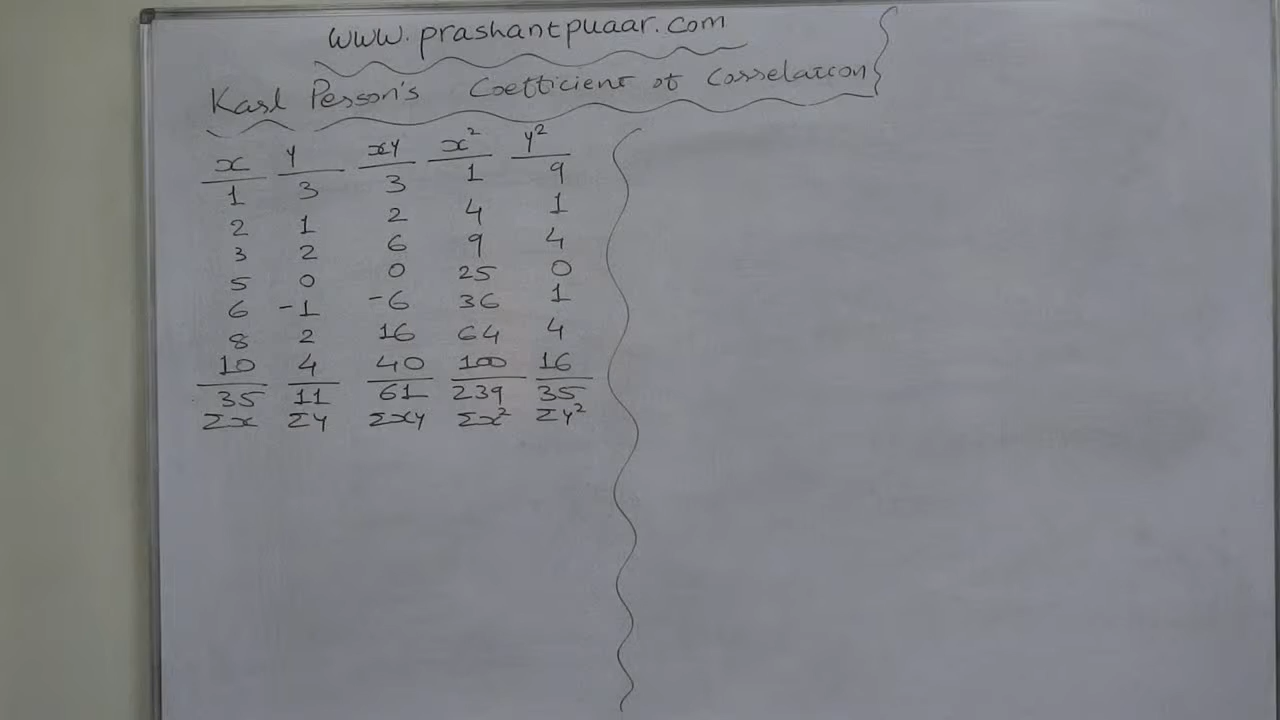 www.prashantpuaar.com
Karl Person's Coefficient of Correlation
x y xy x² y²
1 3 3 1 9
2 1 2 4 1
3 2 6 9 4
5 0 0 25 0
6 -1 -6 36 1
8 2 16 64 4
10 4 40 100 16
35 11 61 239 35
Σx Σy Σxy Σx² Σy²